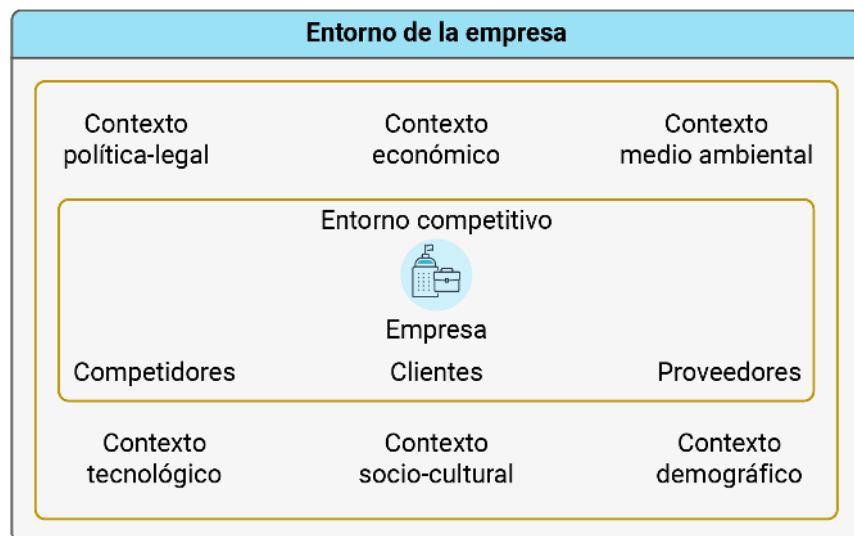 Entorno de la empresa
Contexto
política-legal
Contexto
económico
Contexto
medio ambiental
Entorno competitivo
Empresa
Competidores
Clientes
Proveedores
Contexto
tecnológico
Contexto
socio-cultural
Contexto
demográfico